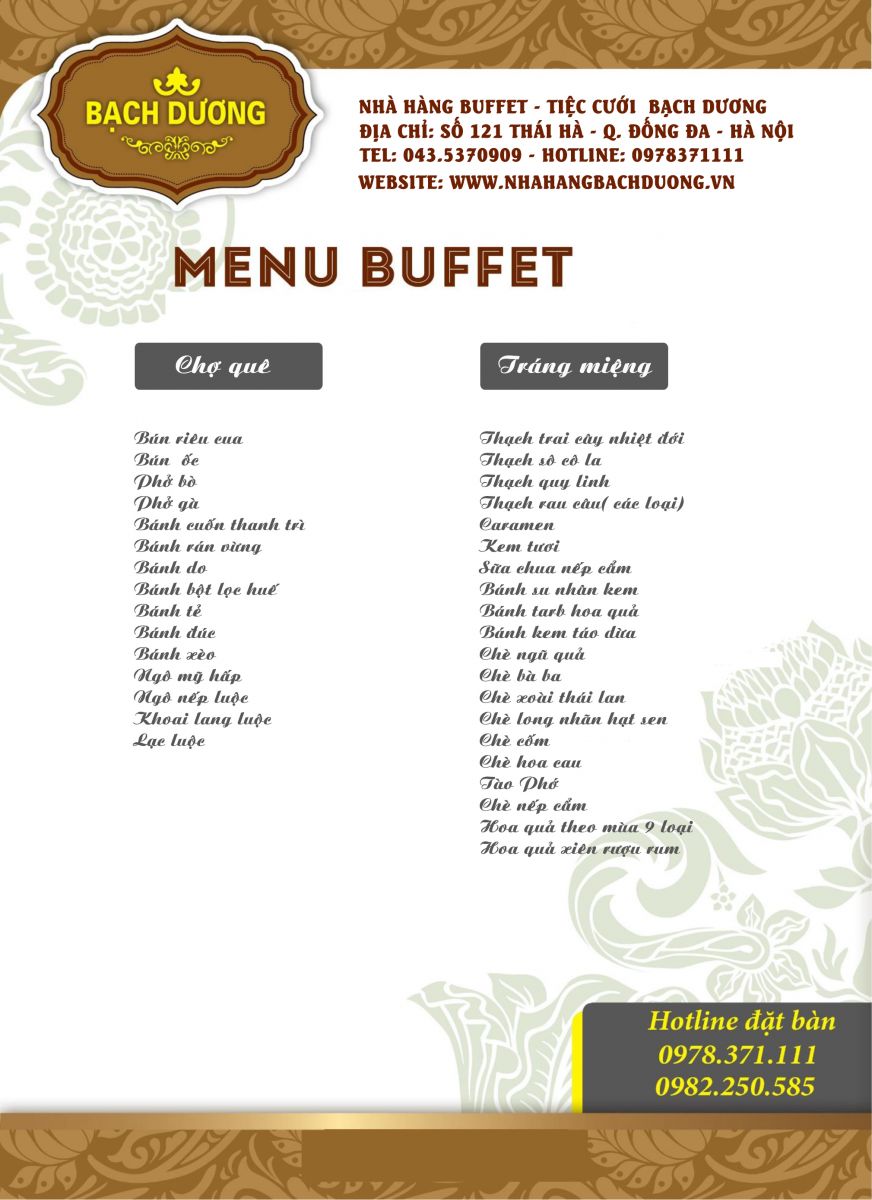 BẠCH DƯƠNG
NHÀ HÀNG BUFFET - TIỆC CƯỚI BẠCH DƯƠNG
ĐỊA CHỈ: SỐ 121 THÁI HÀ - Q. ĐỐNG ĐA - HÀ NỘI
TEL: 043.5370909 - HOTLINE: 0978371111
WEBSITE: WWW.NHAHANGBACHDUONG.VN
MENU BUFFET
Chợ quê
Bún riêu cua
Bún ốc
Phở bò
Phở gà
Bánh cuốn thanh trì
Bánh rán vừng
Bánh do
Bánh bột lọc huế
Bánh tẻ
Bánh đúc
Bánh xèo
Ngô mỹ hấp
Ngô nếp luộc
Khoai lang luộc
Lạc luộc
Tráng miệng
Thạch trai cây nhiệt đới
Thạch sô cô la
Thạch quy linh
Thạch rau câu( các loại)
Caramen
Kem tươi
Sữa chua nếp cẩm
Bánh su nhân kem
Bánh tarb hoa quả
Bánh kem táo dừa
Chè ngũ quả
Chè bà ba
Chè xoài thái lan
Chè long nhãn hạt sen
Chè cốm
Chè hoa cau
Tào Phớ
Chè nếp cẩm
Hoa quả theo mùa 9 loại
Hoa quả xiên rượu rum
Hotline đặt bàn
0978.371.111
0982.250.585